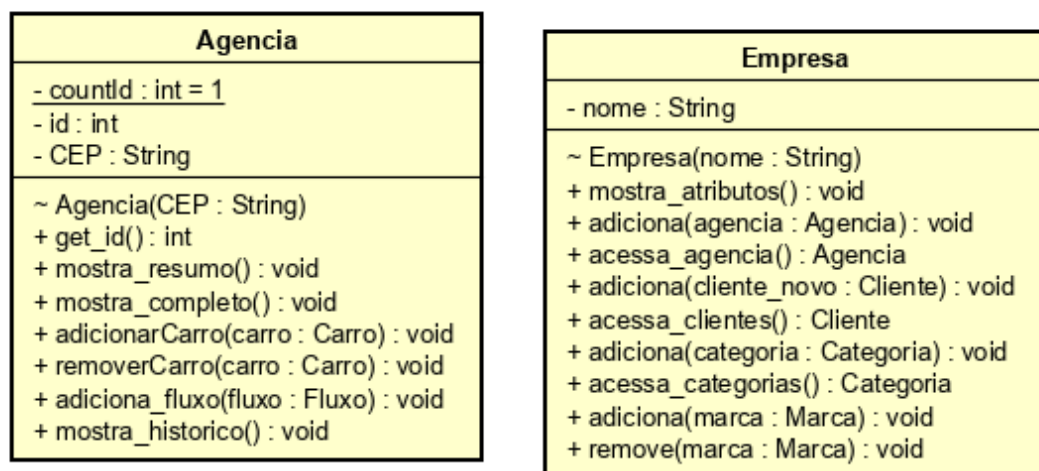 Agencia
- countId : int = 1
- id : int
- CEP : String
~ Agencia(CEP : String)
+ get_id() : int
+ mostra_resumo() : void
+ mostra_completo() : void
+ adicionarCarro(carro : Carro) : void
+ removerCarro(carro : Carro) : void
+ adiciona_fluxo(fluxo : Fluxo) : void
+ mostra_historico() : void
Empresa
- nome : String
~ Empresa(nome : String)
+ mostra_atributos() : void
+ adiciona(agencia : Agencia) : void
+ acessa_agencia() : Agencia
+ adiciona(cliente_novo : Cliente) : void
+ acessa_clientes() : Cliente
+ adiciona(categoria : Categoria) : void
+ acessa_categorias() : Categoria
+ adiciona(marca : Marca) : void
+ remove(marca : Marca) : void